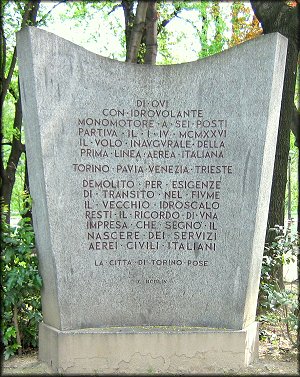 DI QVI
CON IDROVOLANTE
MONOMOTORE · A · SEI POSTI
PARTIVA · IL · I · IV · MCMXXVI
IL VOLO INAVGVRALE DELLA
PRIMA · LINEA · AEREA · ITALIANA
TORINO · PAVIA · VENEZIA · TRIESTE
DEMOLITO · PER · ESIGENZE
DI · TRANSITO · NEL · FIVME
IL · VECCHIO · IDROSCALO
RESTI · IL · RICORDO · DI · VNA
IMPRESA · CHE · SEGNO · IL
NASCERE · DEI · SERVIZI
AEREI · CIVILI · ITALIANI
LA · CITTA · DI · TORINO · POSE